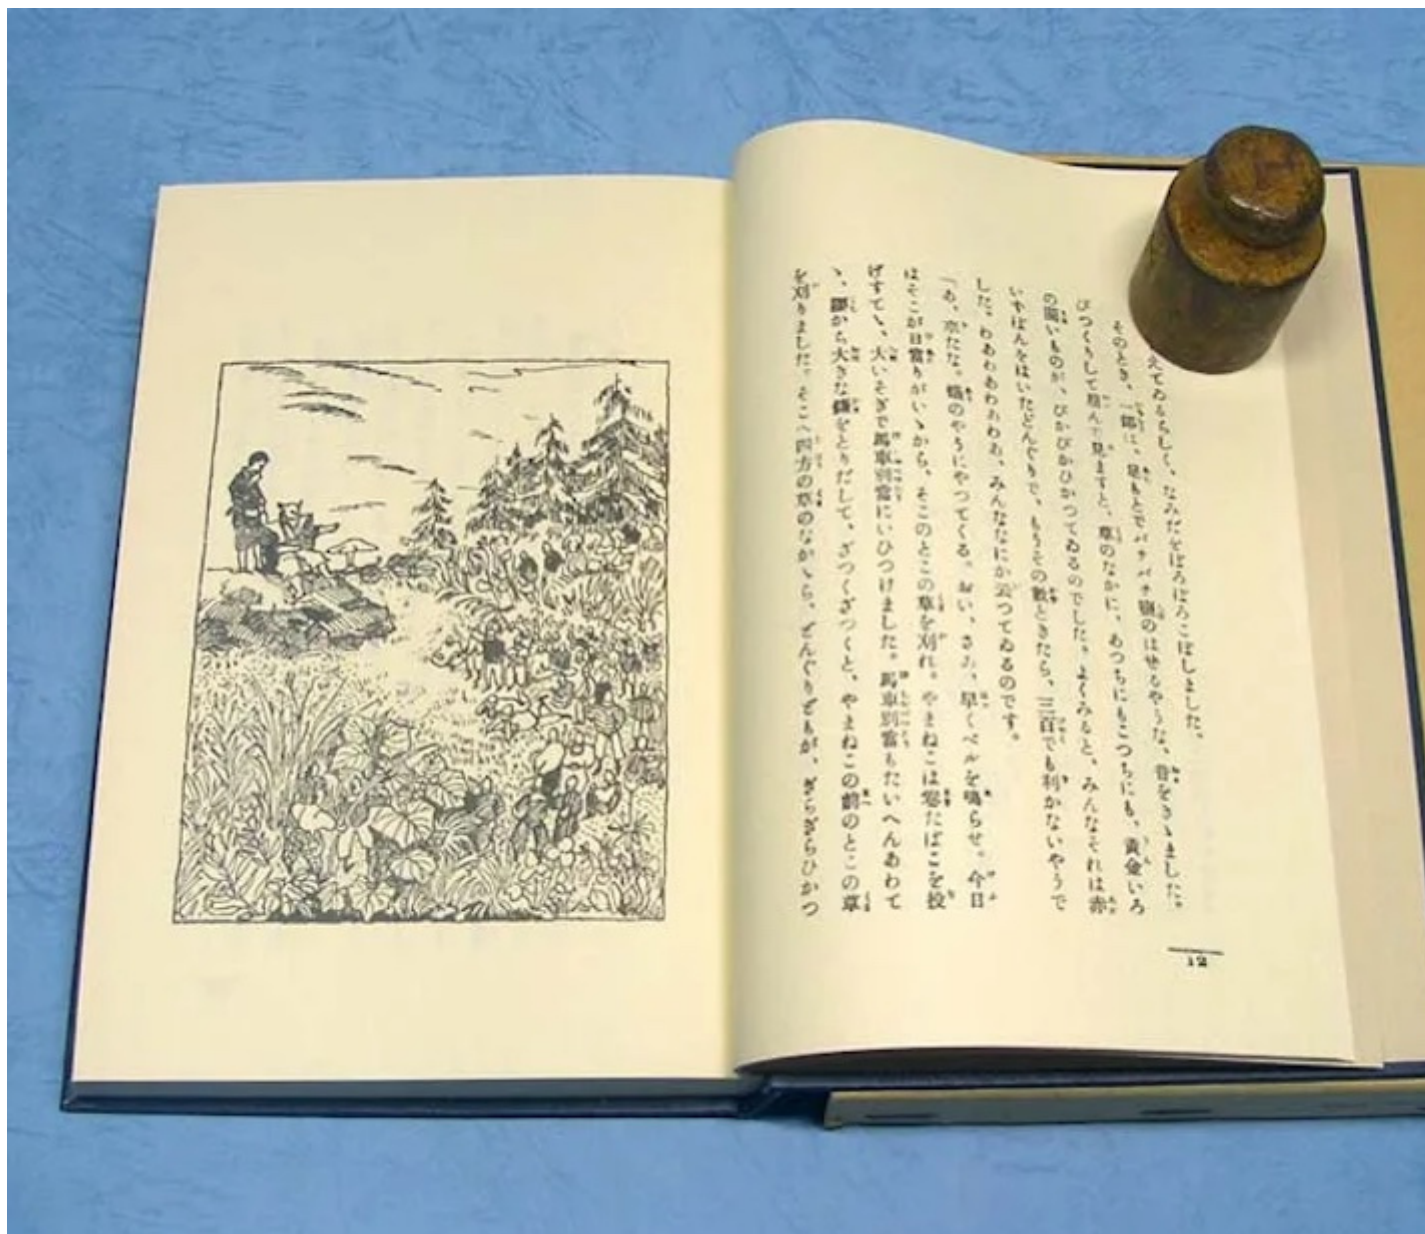 えてゐるらしく、なみだをぼろぼろこぼしました。
そのとき、一郎は、足もとでパチパチ塩のはぜるやうな、音をきゝました。
びつくりして屈んで見ますと、草のなかに、あつちにもこつちにも、黄金いろ
の圓いものが、ぴかぴかひかつてゐるのでした。よくみると、みんなそれは赤
いずぼんをはいたどんぐりで、もうその數ときたら、三百でも利かないやうで
した。わあわあわあわあ、みんななにか云つてゐるのです。
「あ、來たな。蟻のやうにやつてくる。おい、さあ、早くベルを鳴らせ。今日
はそこが日當りがいゝから、そこのとこの草を刈れ。やまねこは卷たばこを投
げすてゝ、大いそぎで馬車別當にいひつけました。馬車別當もたいへんあわて
ゝ、腰から大きな鎌をとりだして、ざつくざつくと、やまねこの前のとこの草
を刈りました。そこへ四方の草のなかゝら、どんぐりどもが、ぎらぎらひかつ
12